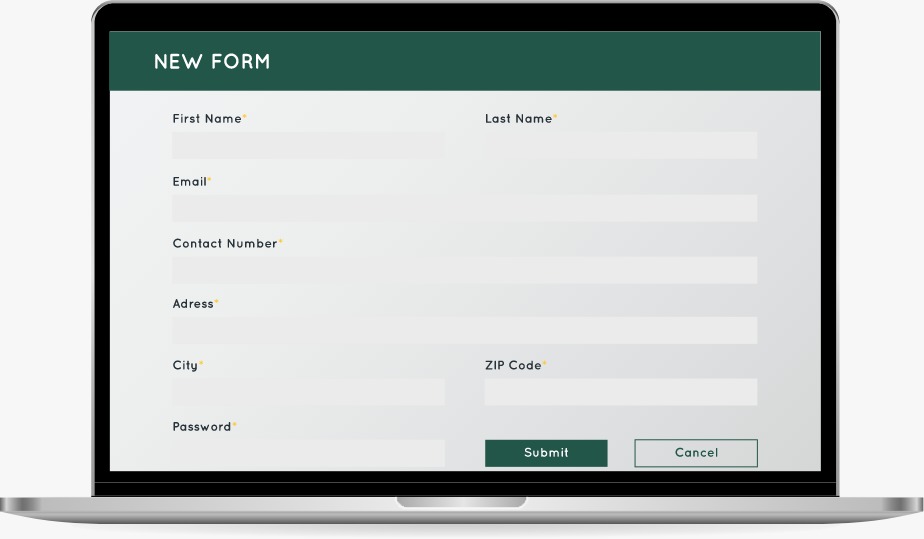 NEW FORM
First Name* Last Name*
Email*
Contact Number*
Adress*
City* ZIP Code*
Password*
Submit Cancel